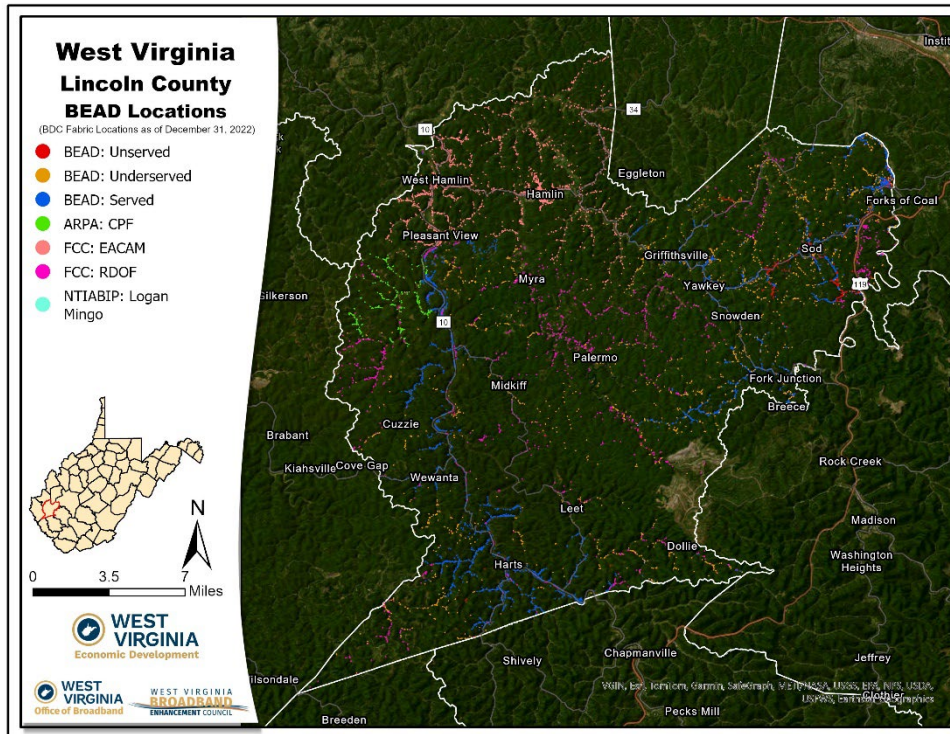 West Virginia
Lincoln County
BEAD Locations
(BDC Fabric Locations as of December 31, 2022)
BEAD: Unserved
BEAD: Underserved
BEAD: Served
ARPA: CPF
FCC: EACAM
FCC: RDOF
NTIABIP: Logan
Mingo
N
0 3.5 7
Miles
WEST
VIRGINIA
Economic Development
WEST
VIRGINIA
Office of Broadband
WEST VIRGINIA
BROADBAND
ENHANCEMENT COUNCIL
34
10
West Hamlin
Hamlin
Eggleton
Forks of Coal
Pleasant View
Griffithsville
Sod
Myra
Yawkey
119
Gilkerson
10
Snowden
Palermo
Midkiff
Fork Junction
Breece
Cuzzie
Brabant
Kiahsville
Cove Gap
Rock Creek
Wewanta
Leet
Madison
Washington
Heights
Dollie
Harts
Shively
Chapmanville
Jeffrey
Clothier
Breeden
Pecks Mill